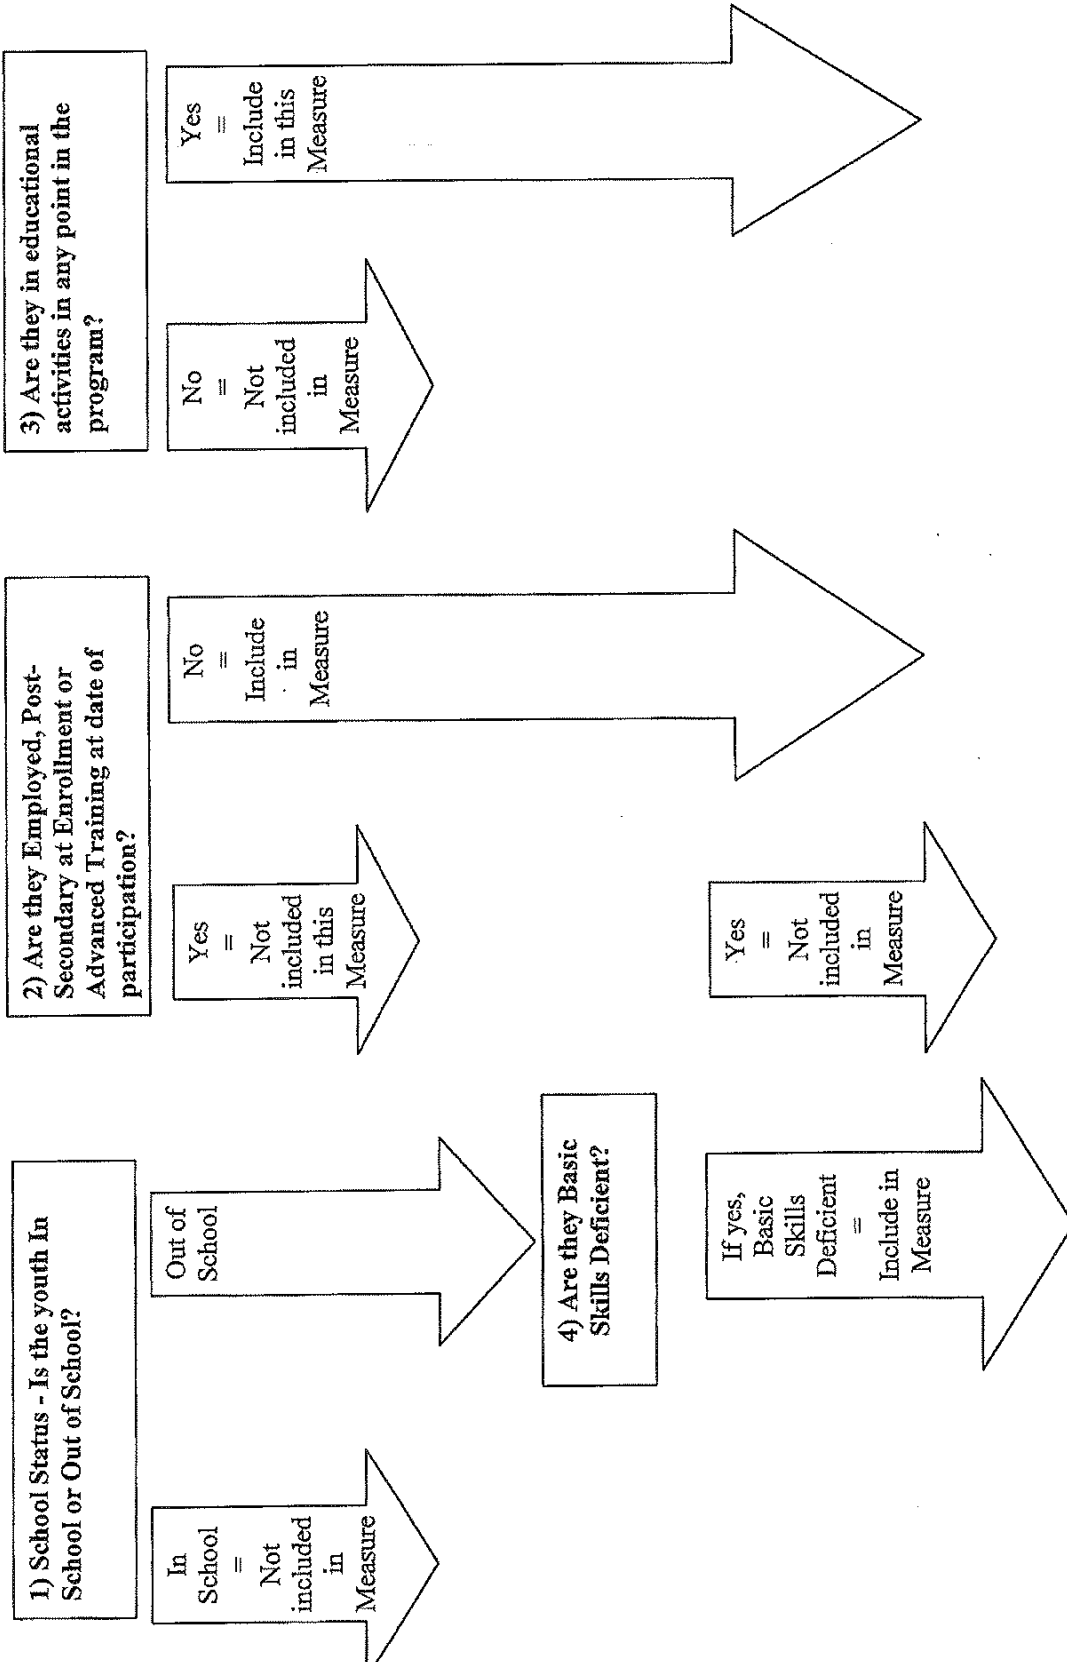 1) School Status - Is the youth In
School or Out of School?
In
School
=
Not
included
in
Measure
Out of
School
4) Are they Basic
Skills Deficient?
If yes,
Basic
Skills
Deficient
=
Include in
Measure
2) Are they Employed, Post-
Secondary at Enrollment or
Advanced Training at date of
participation?
Yes
=
Not
included
in this
Measure
No
=
Include
in
Measure
Yes
=
Not
included
in
Measure
3) Are they in educational
activities in any point in the
program?
No
=
Not
included
in
Measure
Yes
=
Include
in this
Measure